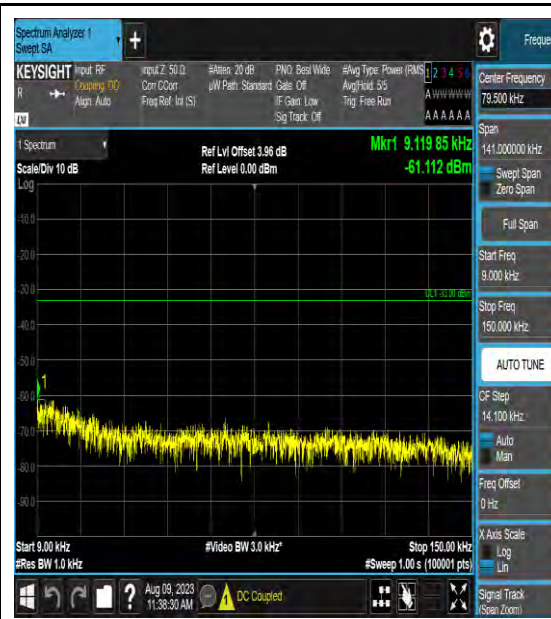 Spectrum Analyzer 1
Swept SA
Freque
KEYSIGHT Input: RF Input Z: 50 Ω #Atten: 20 dB PNO: Best Wide #Avg Type: Power (RMS 1 2 3 4 5 6
R Coupling: DC Corr CCorr µW Path: Standard Gate: Off Avg|Hold: 5/5 A W W W W W
Align: Auto Freq Ref: Int (S) IF Gain: Low Trig: Free Run
Sig Track: Off A A A A A A
1 Spectrum
Ref Lvl Offset 3.96 dB Mkr1 9.119 85 kHz
Scale/Div 10 dB Ref Level 0.00 dBm -61.112 dBm
Log
-10.0
-20.0
-30.0
-40.0
-50.0
1
-60.0
-70.0
-80.0
-90.0
Start 9.00 kHz #Video BW 3.0 kHz* Stop 150.00 kHz
#Res BW 1.0 kHz #Sweep 1.00 s (100001 pts)
? Aug 09, 2023
11:38:30 AM DC Coupled
Center Frequency
79.500 kHz
Span
141.000000 kHz
Swept Span
Zero Span
Full Span
Start Freq
9.000 kHz
Stop Freq
150.000 kHz
AUTO TUNE
CF Step
14.100 kHz
Auto
Man
Freq Offset
0 Hz
X Axis Scale
Log
Lin
Signal Track
(Span Zoom)